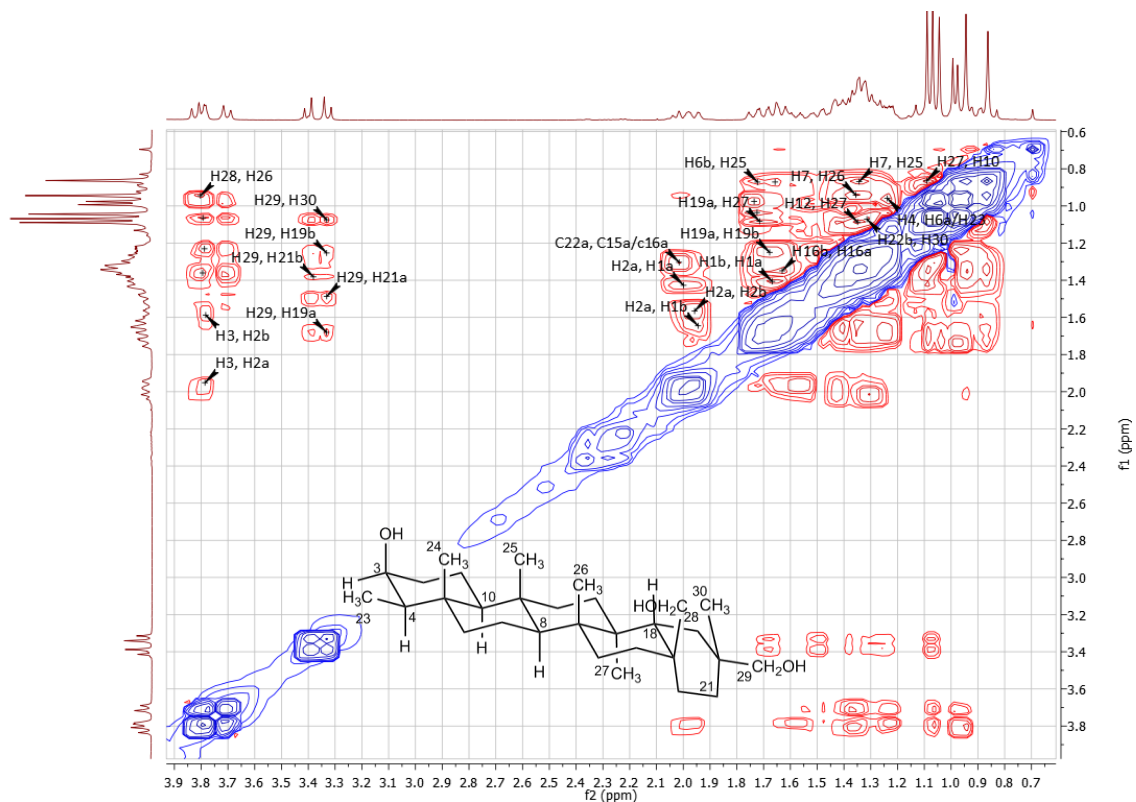 H28, H26
H29, H30
H29, H19b
H29, H21b
H29, H21a
H29, H19a
H3, H2b
H3, H2a
H6b, H25
H7, H25
H27, H10
H7, H26
H19a, H27
H12, H27
H4, H6a/H23
H19a, H19b
H22b, H30
C22a, C15a/c16a
H1b, H1a
H16b, H16a
H2a, H1a
H2a, H2b
H2a, H1b
0.6
0.8
1.0
1.2
1.4
1.6
1.8
2.0
2.2
2.4
2.6
2.8
3.0
3.2
3.4
3.6
3.8
f1 (ppm)
OH
24
CH3
25
CH3
3
26
CH3
H
30
H
HOH2C
CH3
H3C
10
28
23
4
8
18
H
H
H
27
CH3
21
29
CH2OH
3.9 3.8 3.7 3.6 3.5 3.4 3.3 3.2 3.1 3.0 2.9 2.8 2.7 2.6 2.5 2.4 2.3 2.2 2.1 2.0 1.9 1.8 1.7 1.6 1.5 1.4 1.3 1.2 1.1 1.0 0.9 0.8 0.7
f2 (ppm)